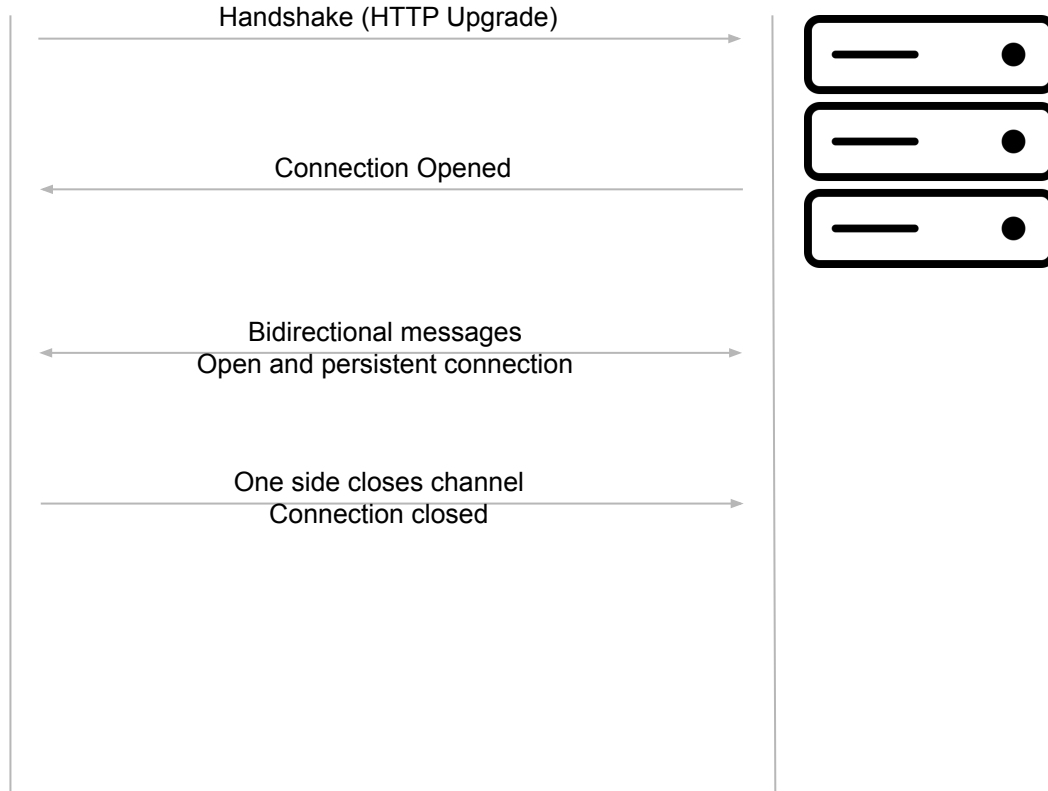 Handshake (HTTP Upgrade)
Connection Opened
Bidirectional messages
Open and persistent connection
One side closes channel
Connection closed